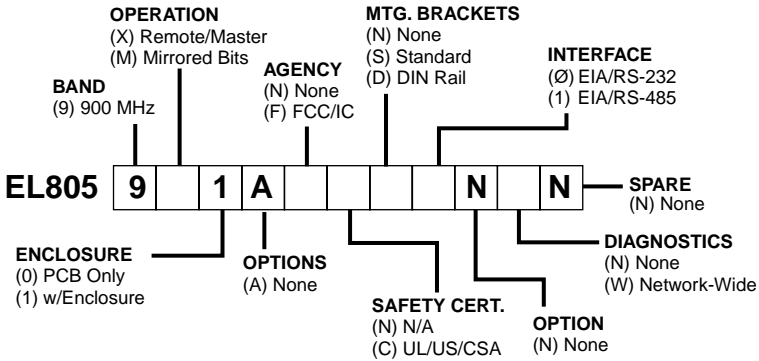 OPERATION
(X) Remote/Master
(M) Mirrored Bits
MTG. BRACKETS
(N) None
(S) Standard
(D) DIN Rail
AGENCY
(N) None
(F) FCC/IC
INTERFACE
(Ø) EIA/RS-232
(1) EIA/RS-485
BAND
(9) 900 MHz
EL805 9 1 A N N
SPARE
(N) None
ENCLOSURE
(0) PCB Only
(1) w/Enclosure
OPTIONS
(A) None
SAFETY CERT.
(N) N/A
(C) UL/US/CSA
OPTION
(N) None
DIAGNOSTICS
(N) None
(W) Network-Wide